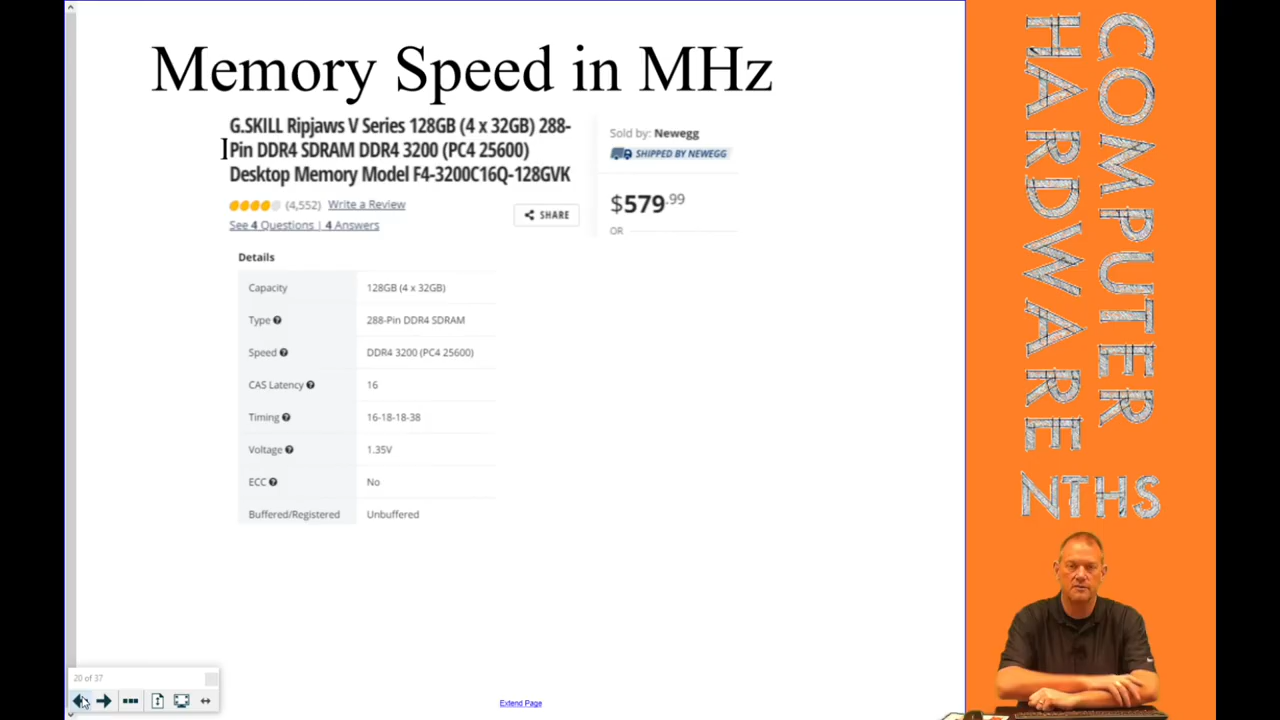 Memory Speed in MHz
G.SKILL Ripjaws V Series 128GB (4 x 32GB) 288-
Pin DDR4 SDRAM DDR4 3200 (PC4 25600)
Desktop Memory Model F4-3200C16Q-128GVK
(4,552) Write a Review
See 4 Questions | 4 Answers
SHARE
Sold by: Newegg
SHIPPED BY NEWEGG
$579.99
OR
Details
Capacity 128GB (4 x 32GB)
Type 288-Pin DDR4 SDRAM
Speed DDR4 3200 (PC4 25600)
CAS Latency 16
Timing 16-18-18-38
Voltage 1.35V
ECC No
Buffered/Registered Unbuffered
20 of 37
Extend Page
COMPUTER
HARDWARE
NTHS